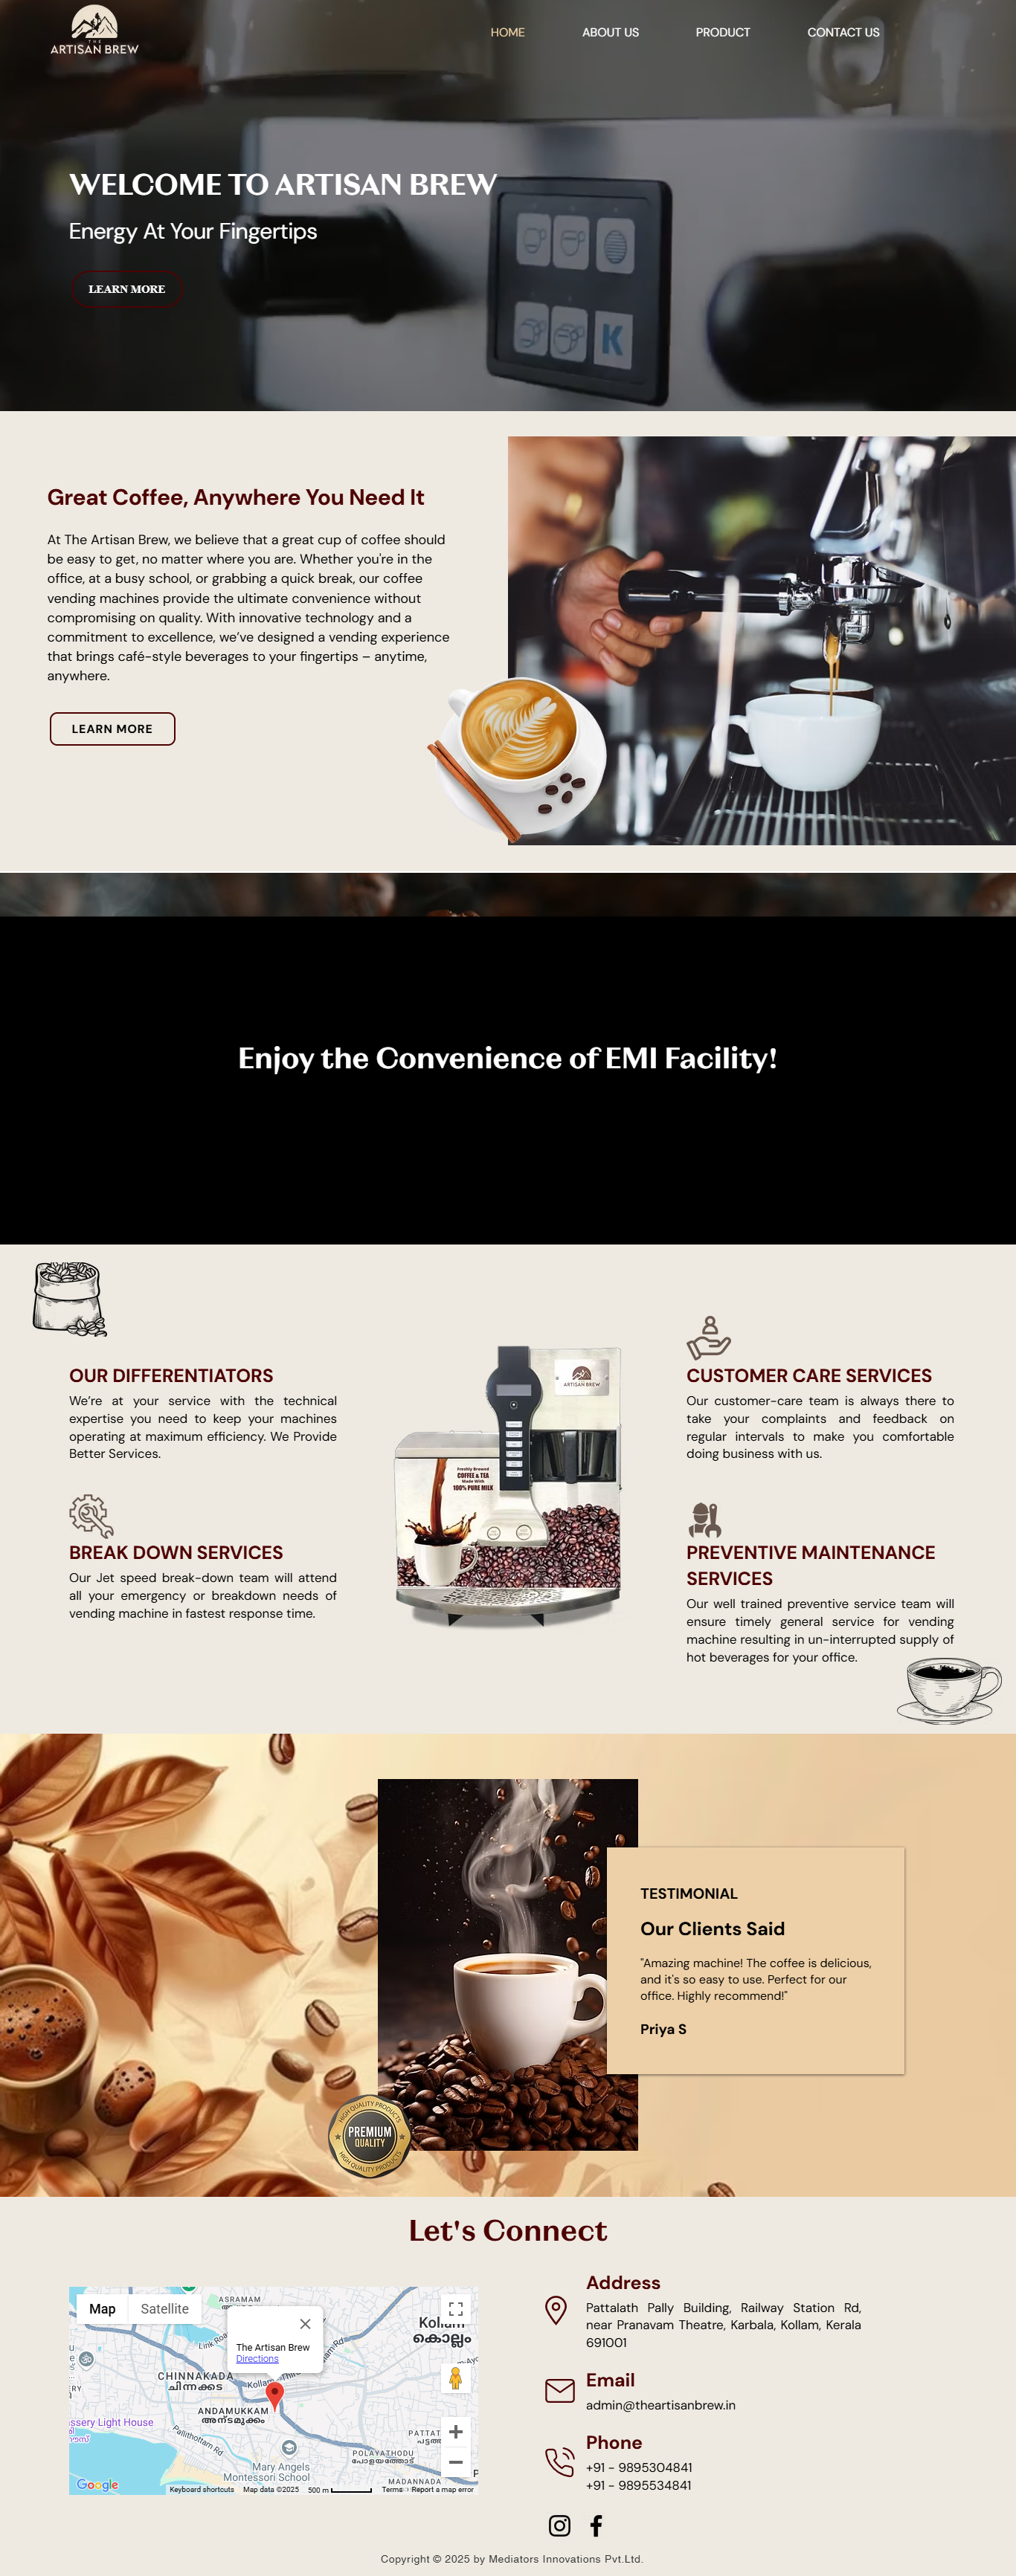 THE
ARTISAN BREW
HOME
ABOUT US
PRODUCT
CONTACT US
WELCOME TO ARTISAN BREW
Energy At Your Fingertips
LEARN MORE
K
Great Coffee, Anywhere You Need It
At The Artisan Brew, we believe that a great cup of coffee should
be easy to get, no matter where you are. Whether you're in the
office, at a busy school, or grabbing a quick break, our coffee
vending machines provide the ultimate convenience without
compromising on quality. With innovative technology and a
commitment to excellence, we’ve designed a vending experience
that brings café-style beverages to your fingertips – anytime,
anywhere.
LEARN MORE
Enjoy the Convenience of EMI Facility!
OUR DIFFERENTIATORS
We’re at your service with the technical
expertise you need to keep your machines
operating at maximum efficiency. We Provide
Better Services.
BREAK DOWN SERVICES
Our Jet speed break-down team will attend
all your emergency or breakdown needs of
vending machine in fastest response time.
ARTISAN BREW
Freshly Brewed
COFFEE & TEA
Made With
100% PURE MILK
CUSTOMER CARE SERVICES
Our customer-care team is always there to
take your complaints and feedback on
regular intervals to make you comfortable
doing business with us.
PREVENTIVE MAINTENANCE
SERVICES
Our well trained preventive service team will
ensure timely general service for vending
machine resulting in un-interrupted supply of
hot beverages for your office.
TESTIMONIAL
Our Clients Said
"Amazing machine! The coffee is delicious,
and it's so easy to use. Perfect for our
office. Highly recommend!"
Priya S
HIGH QUALITY PRODUCTS
PREMIUM
QUALITY
HIGH QUALITY PRODUCTS
Let's Connect
Map
Satellite
ASRAMAM
Kollam
കൊല്ലം
Link Road
The Artisan Brew
Directions
CHINNAKADA
ചിന്നക്കട
ANDAMUKKAM
അണ്ടമുക്കം
ssery Light House
Pallithottam Rd
POLAYATHODU
പോളയത്തോട്
Mary Angels
Montessori School
MADANNADA
Google
Keyboard shortcuts
Map data ©2025
500 m
Terms
Report a map error
Address
Pattalath Pally Building, Railway Station Rd,
near Pranavam Theatre, Karbala, Kollam, Kerala
691001
Email
admin@theartisanbrew.in
Phone
+91 - 9895304841
+91 - 9895534841
Copyright © 2025 by Mediators Innovations Pvt.Ltd.